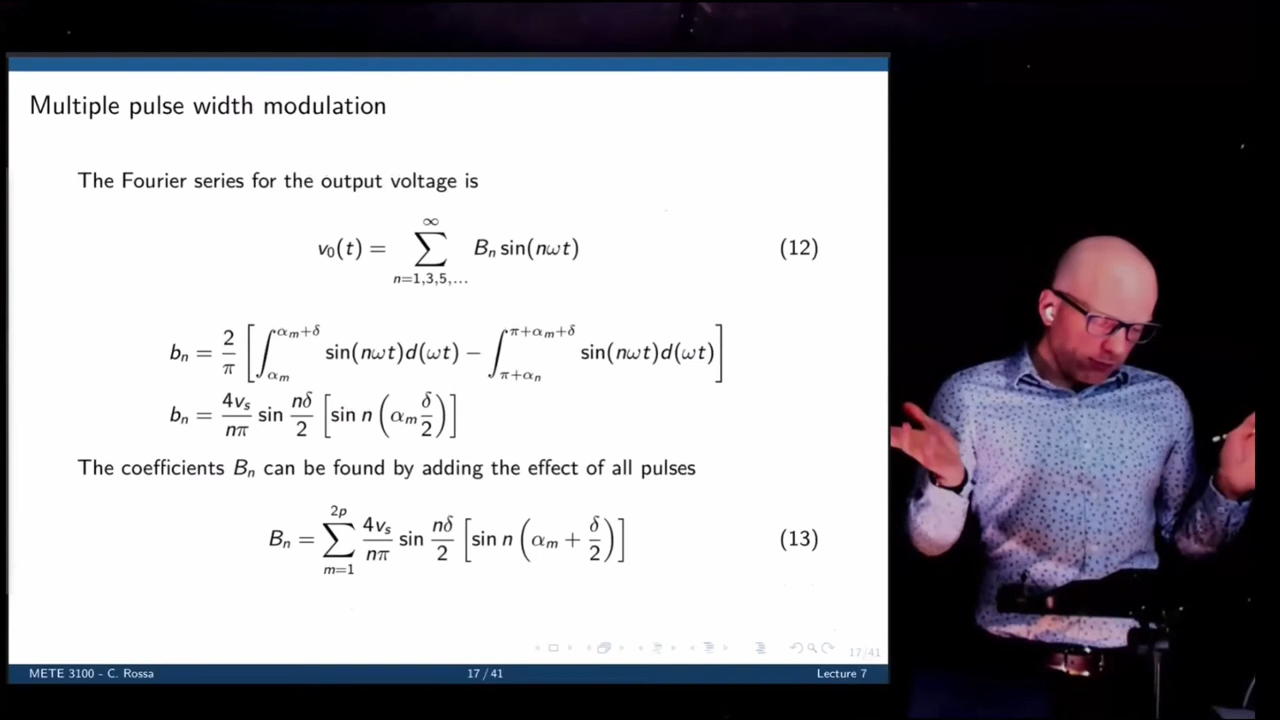 Multiple pulse width modulation
The Fourier series for the output voltage is
v₀(t) = ∑_{n=1,3,5,...}^{∞} Bₙ sin(nωt) (12)
bₙ = 2/π [ ∫_{αₘ}^{αₘ+δ} sin(nωt)d(ωt) − ∫_{π+αₙ}^{π+αₘ+δ} sin(nωt)d(ωt) ]
bₙ = 4vₛ/nπ sin nδ/2 [ sin n ( αₘ δ/2 ) ]
The coefficients Bₙ can be found by adding the effect of all pulses
Bₙ = ∑_{m=1}^{2p} 4vₛ/nπ sin nδ/2 [ sin n ( αₘ + δ/2 ) ] (13)
17/41
METE 3100 - C. Rossa 17 / 41 Lecture 7